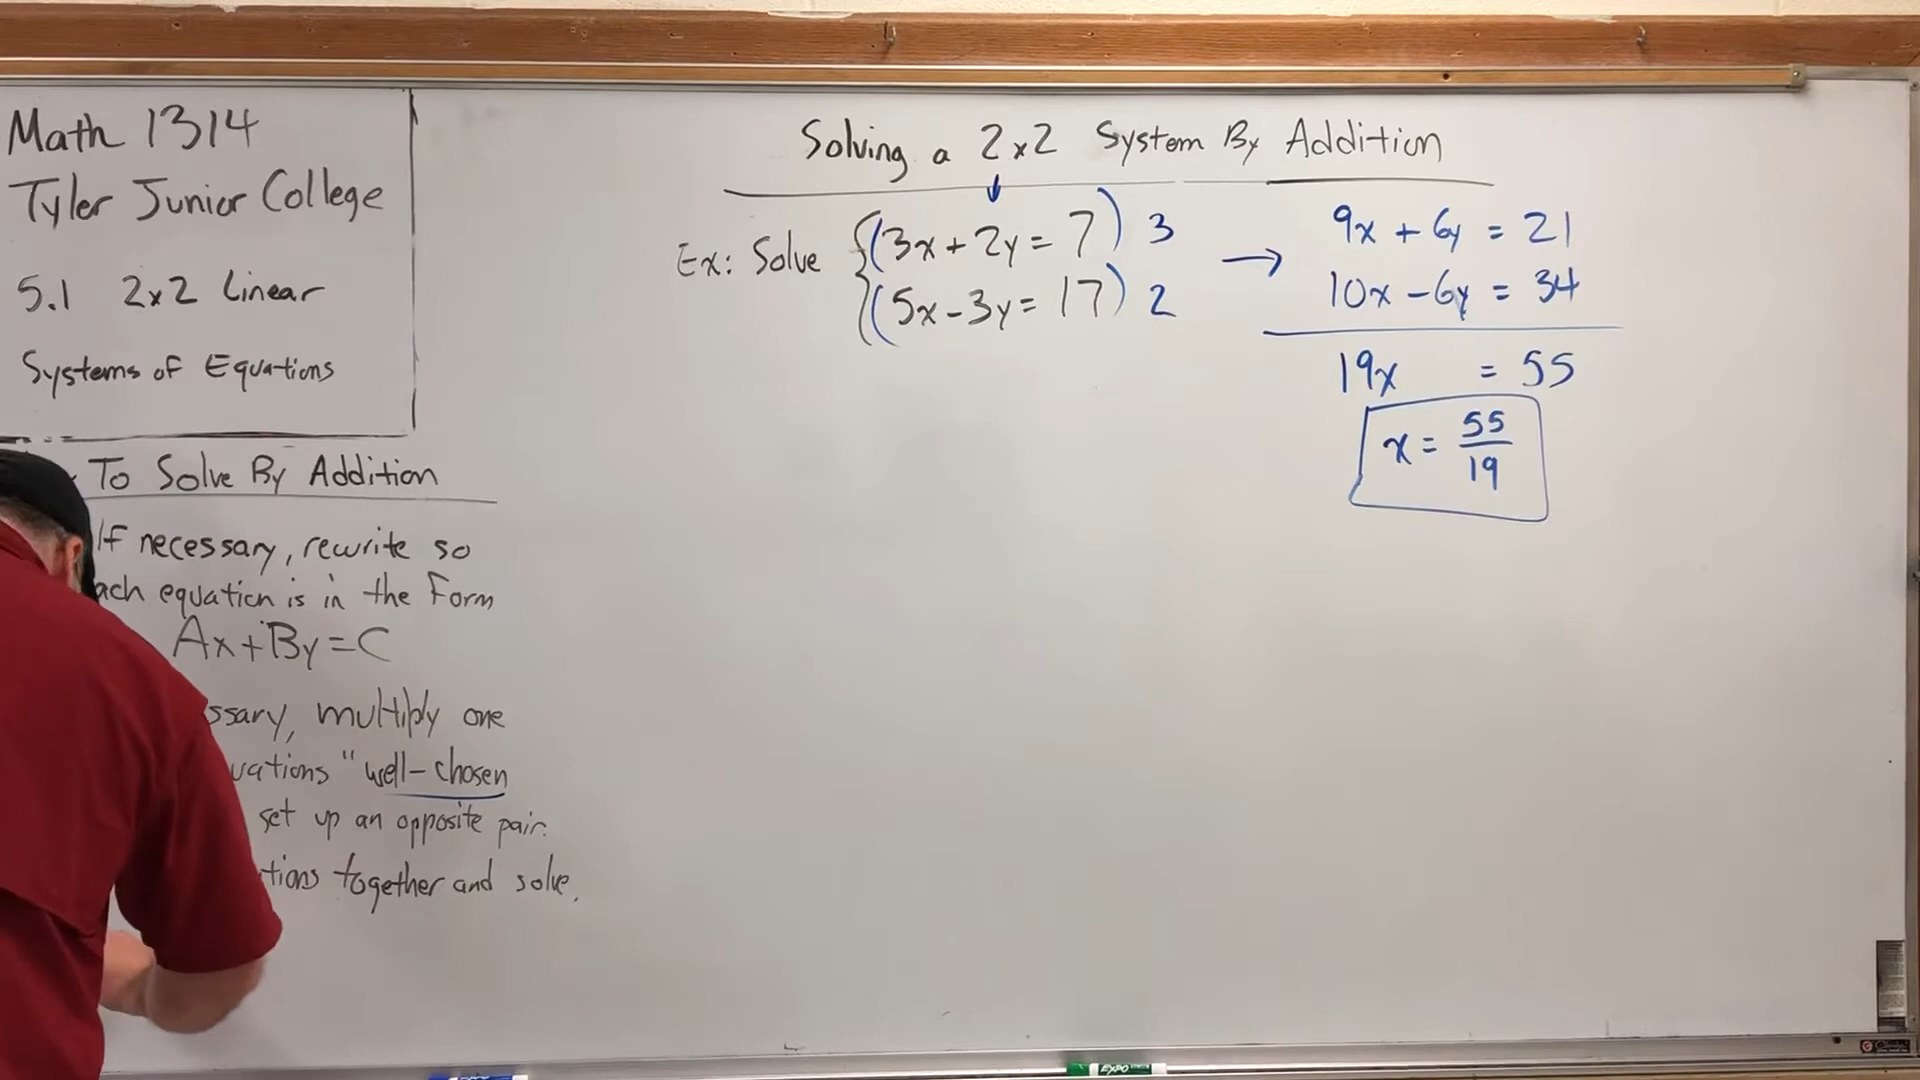 Math 1314
Tyler Junior College
5.1 2x2 Linear
Systems of Equations
To Solve By Addition
If necessary, rewrite so
ach equation is in the Form
Ax+By=C
ssary, multiply one
uations "well-chosen
set up an opposite pair.
tions together and solve.
Solving a 2x2 System By Addition
Ex: Solve { (3x+2y=7) 3
(5x-3y=17) 2
→
9x + 6y = 21
10x - 6y = 34
19x = 55
x = 55/19
EXPO